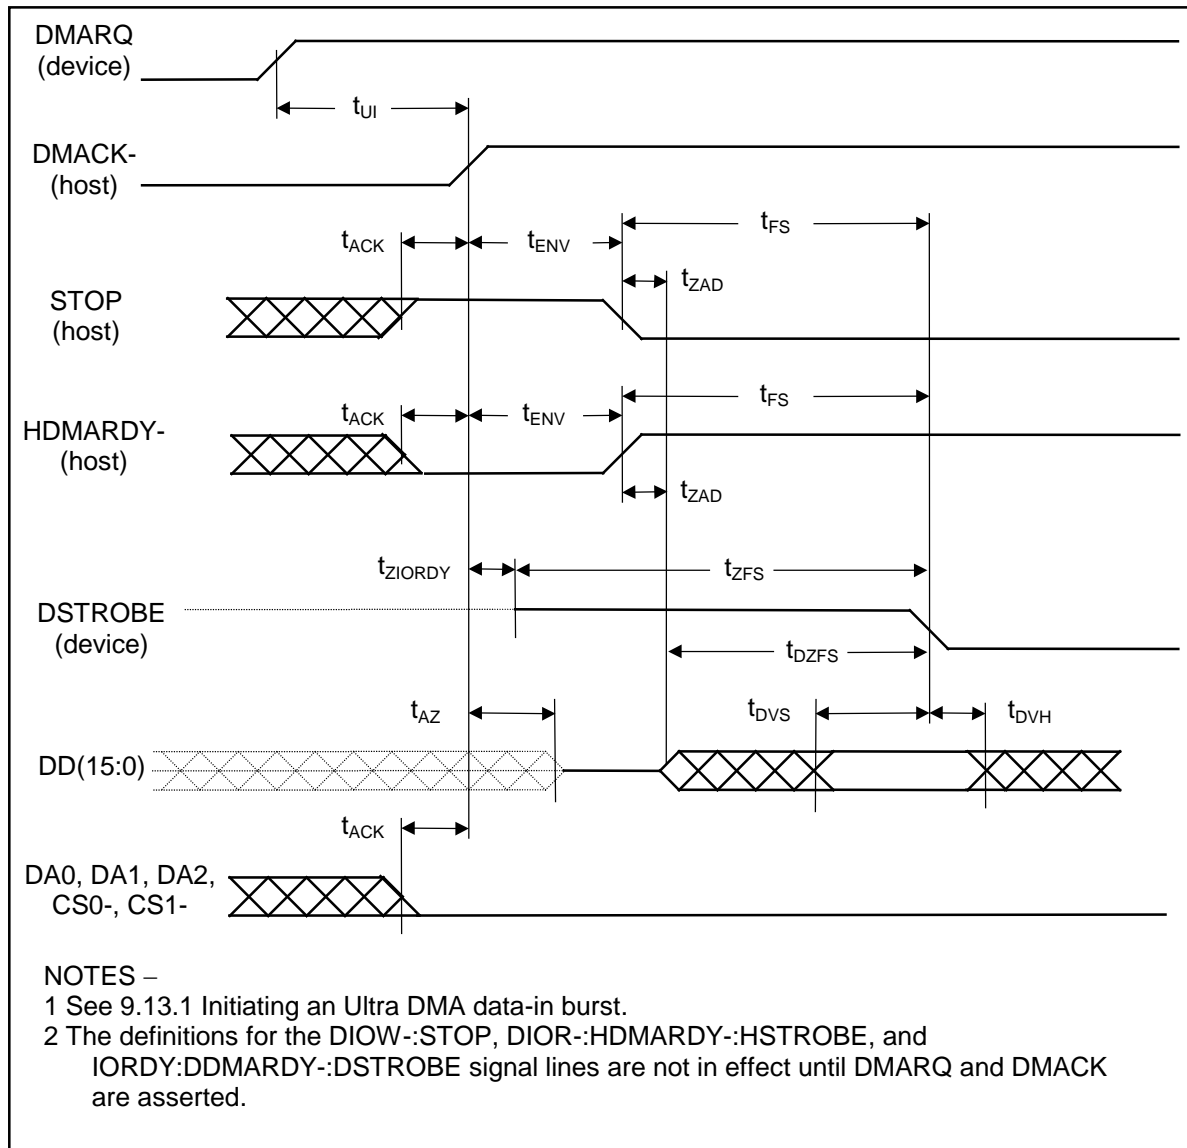 DMARQ
(device)
tUI
DMACK-
(host)
tFS
tACK
tENV
tZAD
STOP
(host)
tFS
tACK
tENV
HDMARDY-
(host)
tZAD
tZIORDY
tZFS
DSTROBE
(device)
tDZFS
tAZ
tDVS
tDVH
DD(15:0)
tACK
DA0, DA1, DA2,
CS0-, CS1-
NOTES –
1 See 9.13.1 Initiating an Ultra DMA data-in burst.
2 The definitions for the DIOW-:STOP, DIOR-:HDMARDY-:HSTROBE, and
IORDY:DDMARDY-:DSTROBE signal lines are not in effect until DMARQ and DMACK
are asserted.